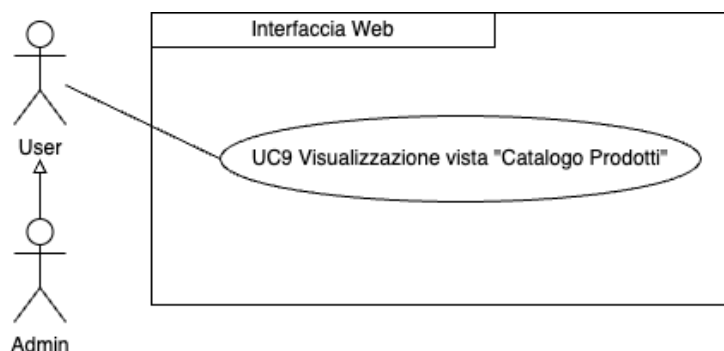 Interfaccia Web
User
UC9 Visualizzazione vista "Catalogo Prodotti"
Admin